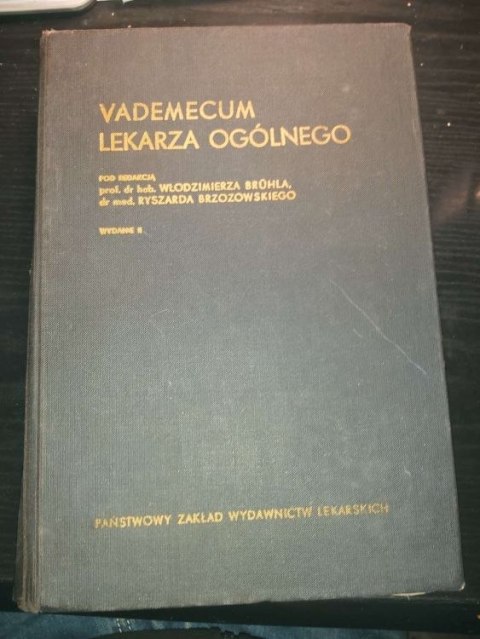 VADEMECUM
LEKARZA OGÓLNEGO
POD REDAKCJĄ
prof. dr hab. WŁODZIMIERZA BRÜHLA,
dr med. RYSZARDA BRZOZOWSKIEGO
WYDANIE II
PAŃSTWOWY ZAKŁAD WYDAWNICTW LEKARSKICH